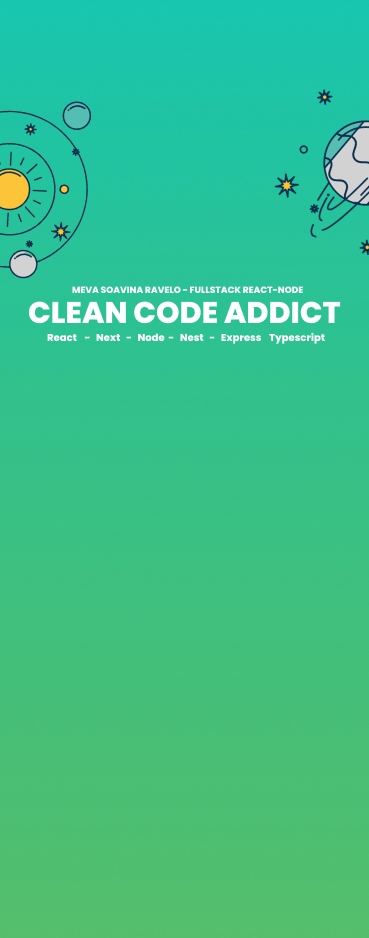 MEVA SOAVINA RAVELO - FULLSTACK REACT-NODE
CLEAN CODE ADDICT
React - Next - Node - Nest - Express Typescript